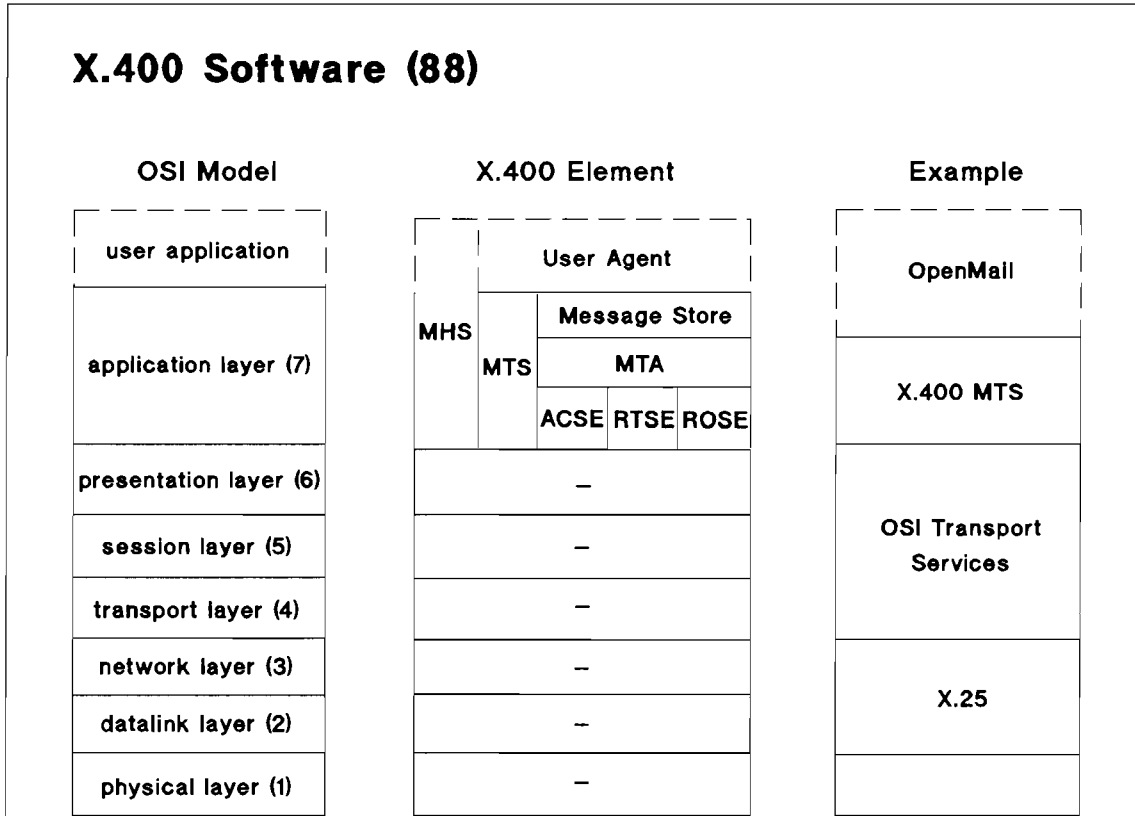 X.400 Software (88)
OSI Model
X.400 Element
Example
user application
application layer (7)
presentation layer (6)
session layer (5)
transport layer (4)
network layer (3)
datalink layer (2)
physical layer (1)
MHS
User Agent
MTS
Message Store
MTA
ACSE
RTSE
ROSE
–
–
–
–
–
–
OpenMail
X.400 MTS
OSI Transport
Services
X.25